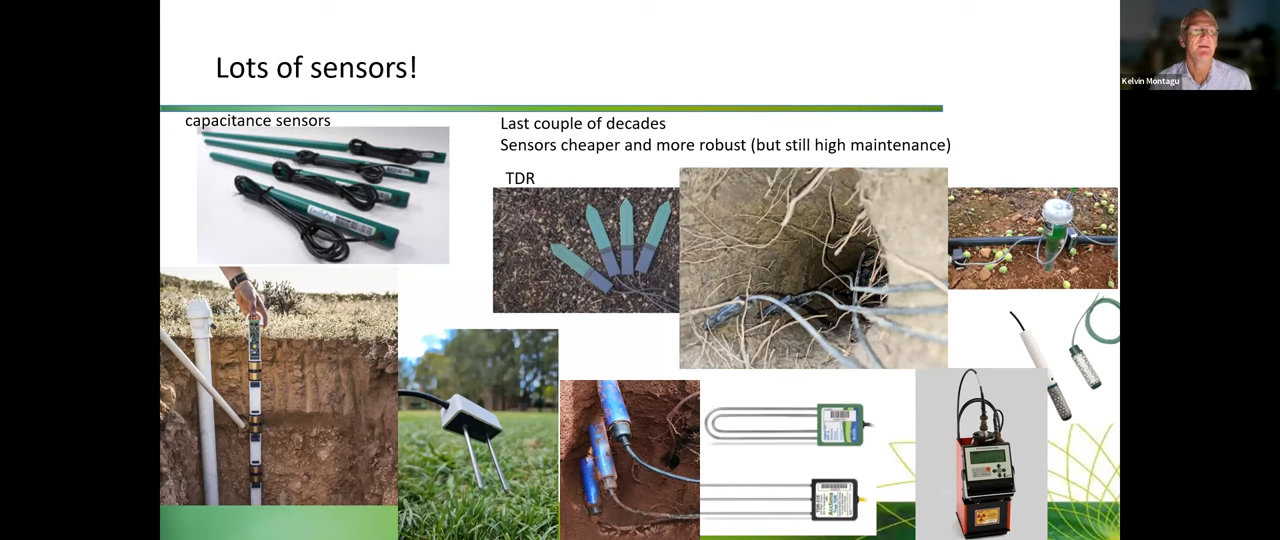 Lots of sensors!
Kelvin Montagu
capacitance sensors
Last couple of decades
Sensors cheaper and more robust (but still high maintenance)
TDR